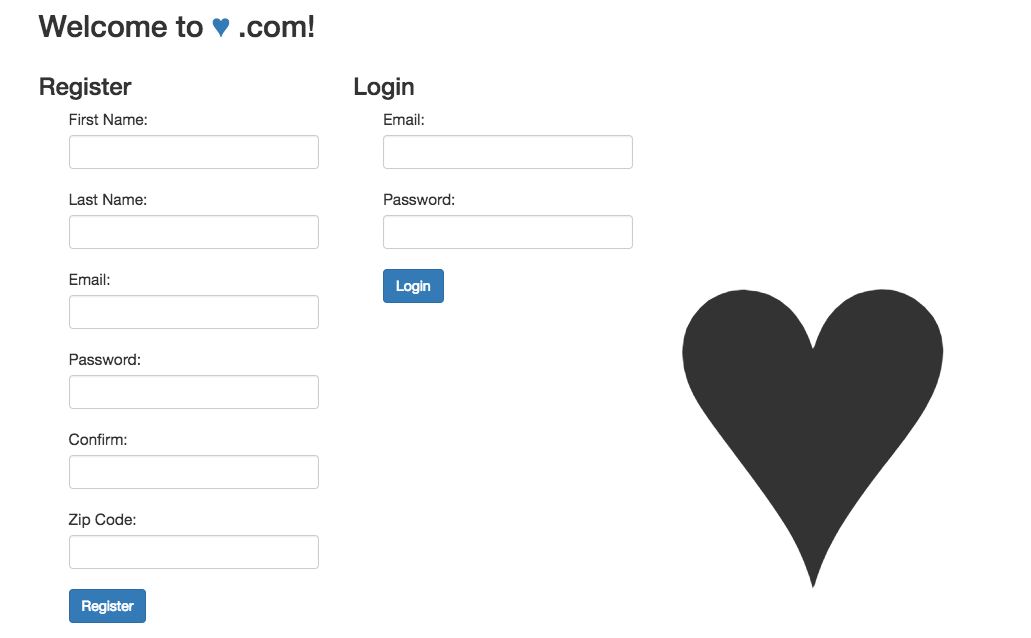 Welcome to ♥ .com!
Register
First Name:
Last Name:
Email:
Password:
Confirm:
Zip Code:
Register
Login
Email:
Password:
Login